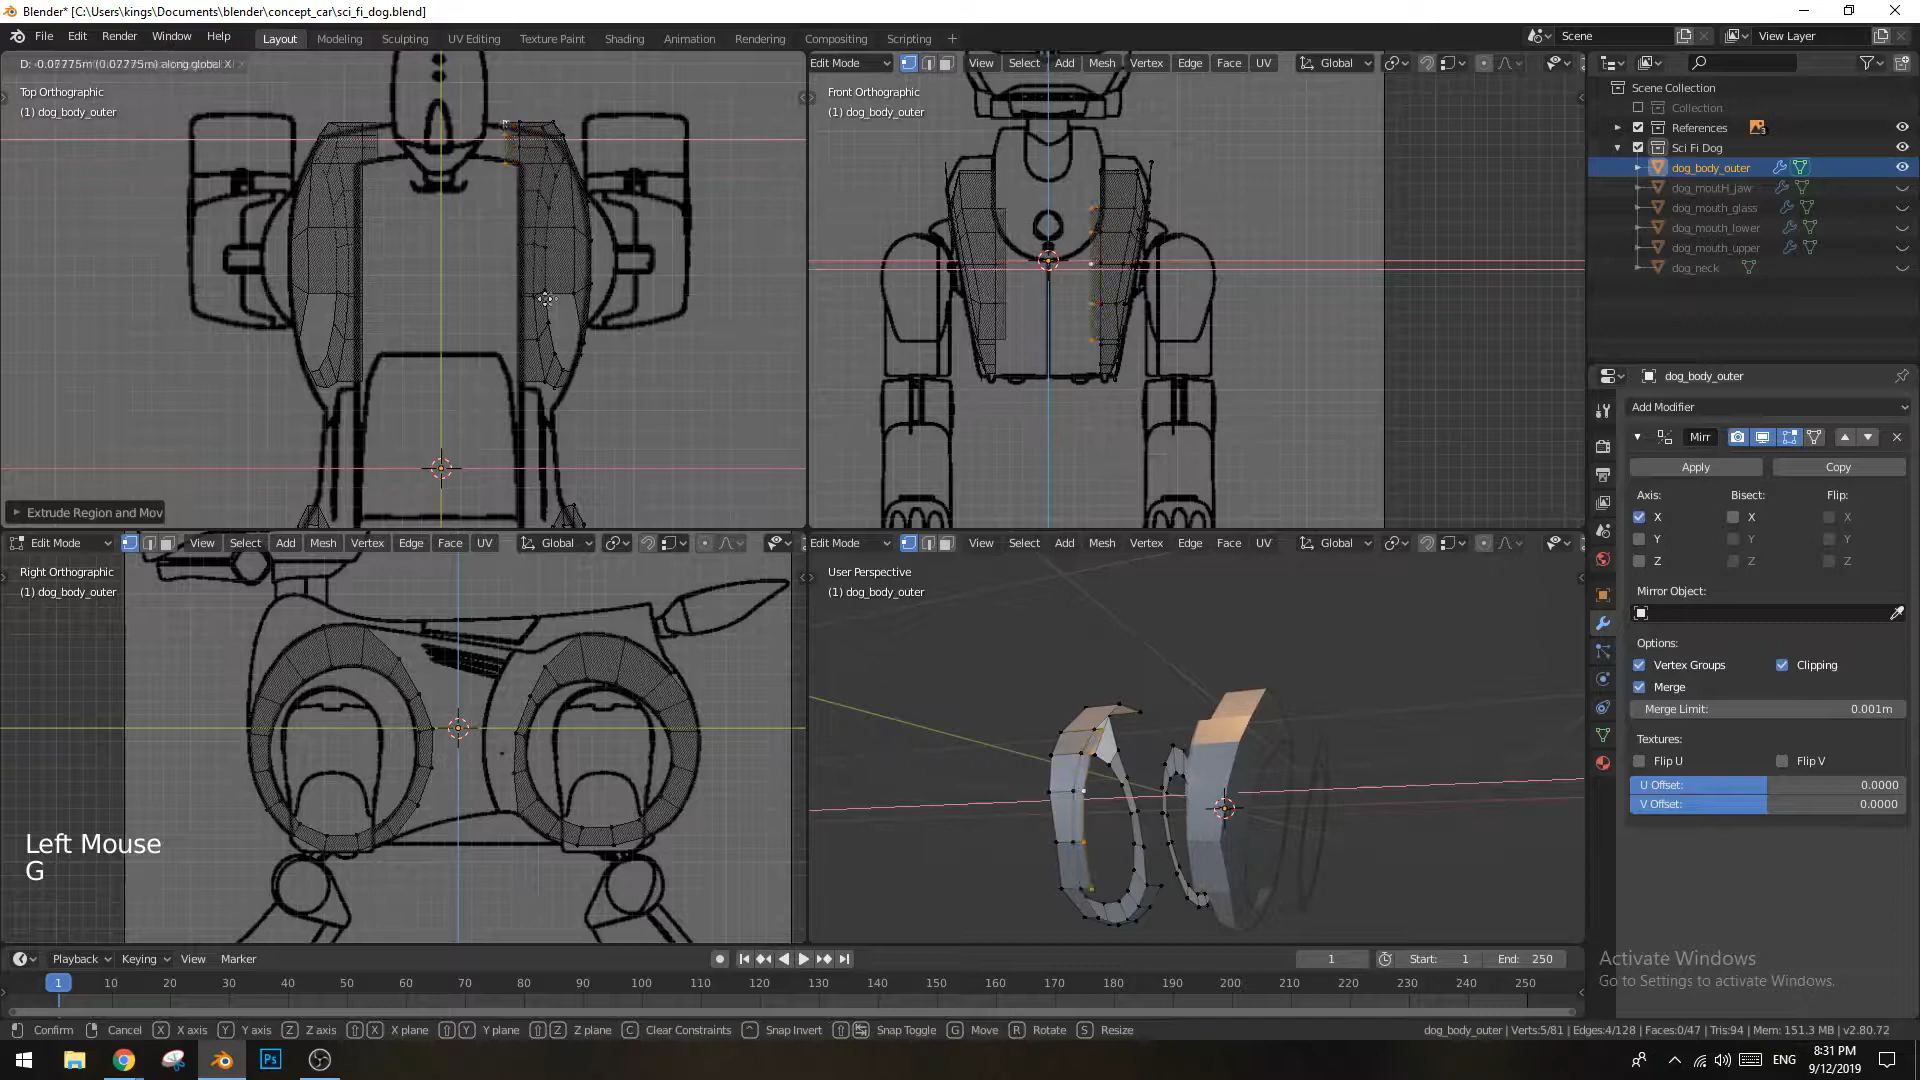 Blender* [C:\Users\kings\Documents\blender\concept_car\sci_fi_dog.blend]
File Edit Render Window Help Layout Modeling Sculpting UV Editing Texture Paint Shading Animation Rendering Compositing Scripting Scene View Layer
D: -0.07775m (0.07775m) along global X
Edit Mode View Select Add Mesh Vertex Edge Face UV Global
Top Orthographic
(1) dog_body_outer
Front Orthographic
(1) dog_body_outer
Scene Collection
Collection
References
3
Sci Fi Dog
dog_body_outer
dog_moutH_jaw
dog_mouth_glass
dog_mouth_lower
dog_mouth_upper
dog_neck
Extrude Region and Mov
Edit Mode View Select Add Mesh Vertex Edge Face UV Global
Edit Mode View Select Add Mesh Vertex Edge Face UV Global
Right Orthographic
(1) dog_body_outer
User Perspective
(1) dog_body_outer
Left Mouse
G
dog_body_outer
Add Modifier
Mirr
Apply Copy
Axis: Bisect: Flip:
X X X
Y Y Y
Z Z Z
Mirror Object:
Options:
Vertex Groups Clipping
Merge
Merge Limit: 0.001m
Textures:
Flip U Flip V
U Offset: 0.0000
V Offset: 0.0000
Activate Windows
Go to Settings to activate Windows.
Playback Keying View Marker 1 Start: 1 End: 250
1 10 20 30 40 50 60 70 80 90 100 110 120 130 140 150 160 170 180 190 200 210 220 230 240 250
Confirm Cancel X X axis Y Y axis Z Z axis X X plane Y Y plane Z Z plane C Clear Constraints Snap Invert Snap Toggle G Move R Rotate S Resize dog_body_outer | Verts:5/81 | Edges:4/128 | Faces:0/47 | Tris:94 | Mem: 151.3 MB | v2.80.72
Ps
ENG
8:31 PM
9/12/2019